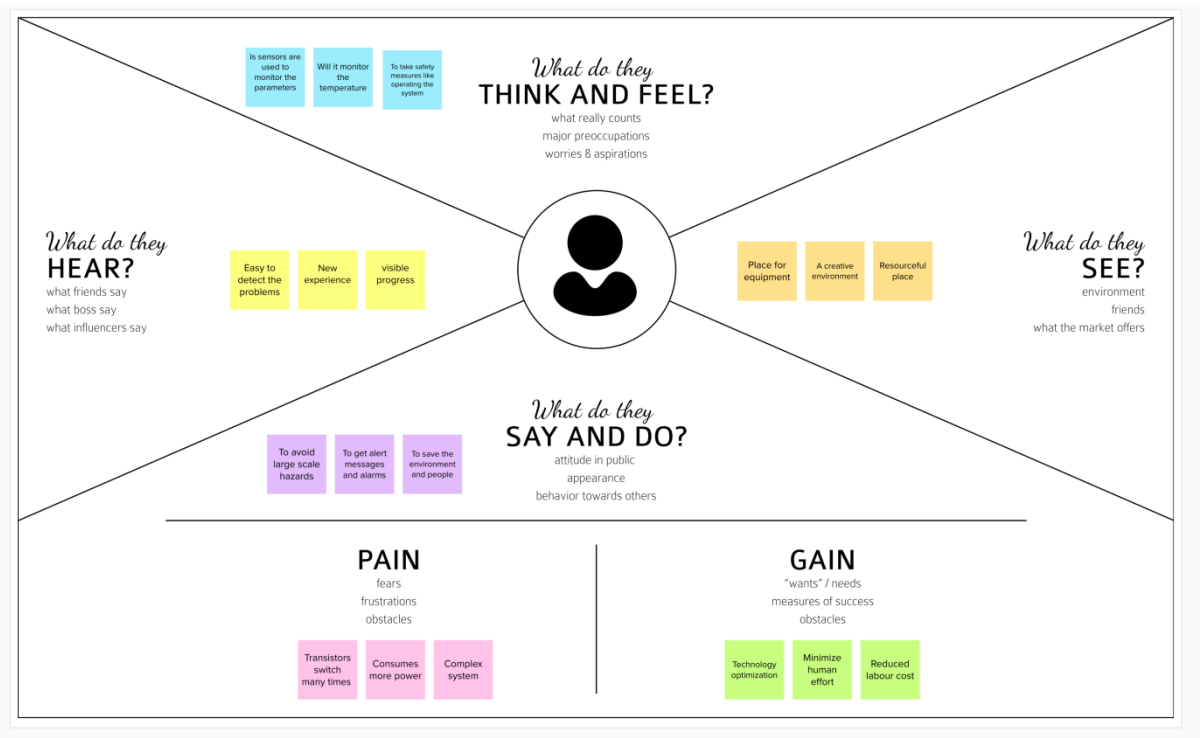 Is sensors are
used to
monitor the
parameters
Will it monitor
the
temperature
To take safety
measures like
operating the
system
What do they
THINK AND FEEL?
what really counts
major preoccupations
worries & aspirations
What do they
HEAR?
what friends say
what boss say
what influencers say
Easy to
detect the
problems
New
experience
visible
progress
Place for
equipment
A creative
environment
Resourceful
place
What do they
SEE?
environment
friends
what the market offers
What do they
SAY AND DO?
attitude in public
appearance
behavior towards others
To avoid
large scale
hazards
To get alert
messages
and alarms
To save the
environment
and people
PAIN
fears
frustrations
obstacles
Transistors
switch
many times
Consumes
more power
Complex
system
GAIN
“wants” / needs
measures of success
obstacles
Technology
optimization
Minimize
human
effort
Reduced
labour cost